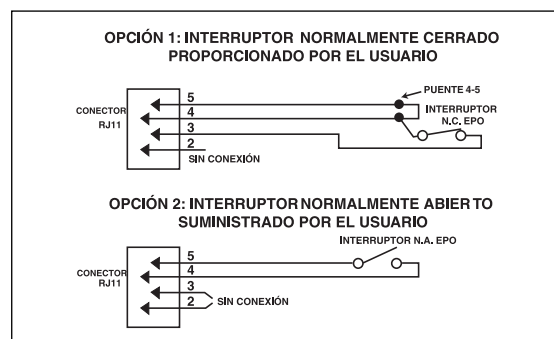 OPCIÓN 1: INTERRUPTOR NORMALMENTE CERRADO
PROPORCIONADO POR EL USUARIO
PUENTE 4-5
CONECTOR
RJ11
5
4
3
2
INTERRUPTOR
N.C. EPO
SIN CONEXIÓN
OPCIÓN 2: INTERRUPTOR NORMALMENTE ABIERTO
SUMINISTRADO POR EL USUARIO
INTERRUPTOR N.A. EPO
CONECTOR
RJ11
5
4
3
2
SIN CONEXIÓN